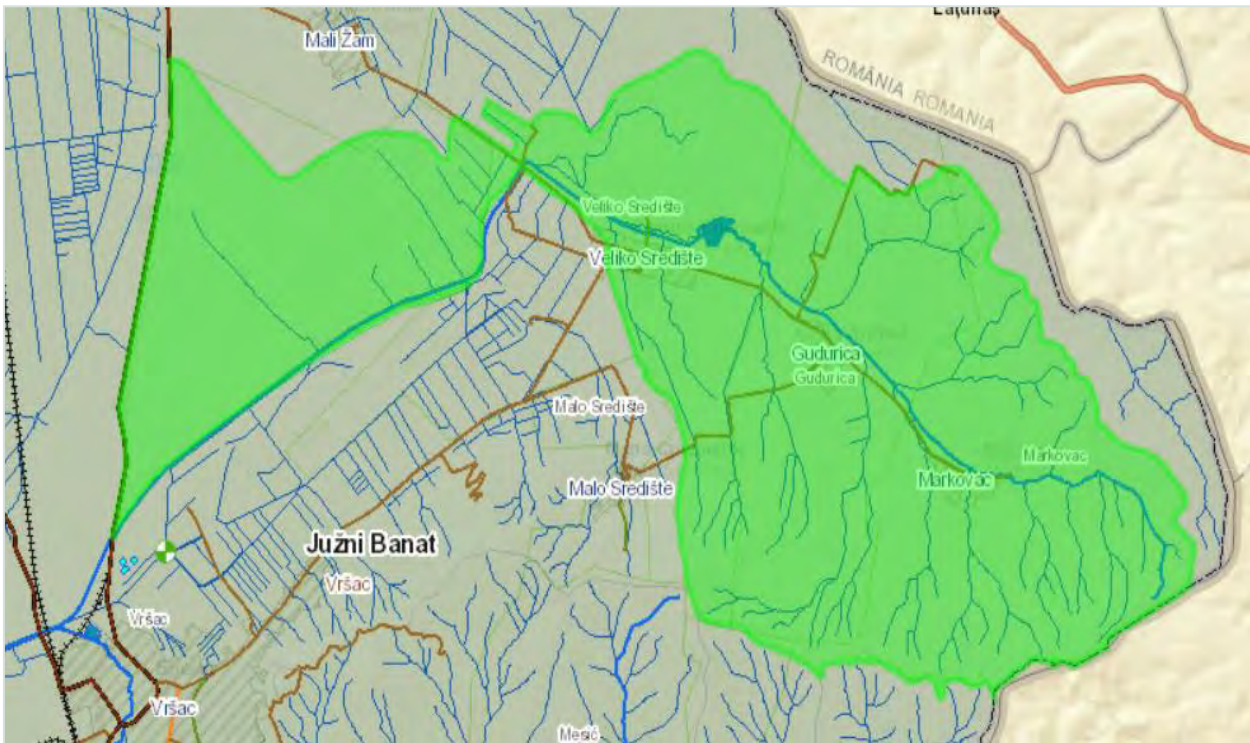 Lațunaș
Mali Žam
ROMÂNIA
ROMANIA
Veliko Središte
Veliko Središte
Gudurica
Gudurica
Malo Središte
Markovac
Markovac
Malo Središte
Južni Banat
Vršac
Vršac
Vršac
Mesić